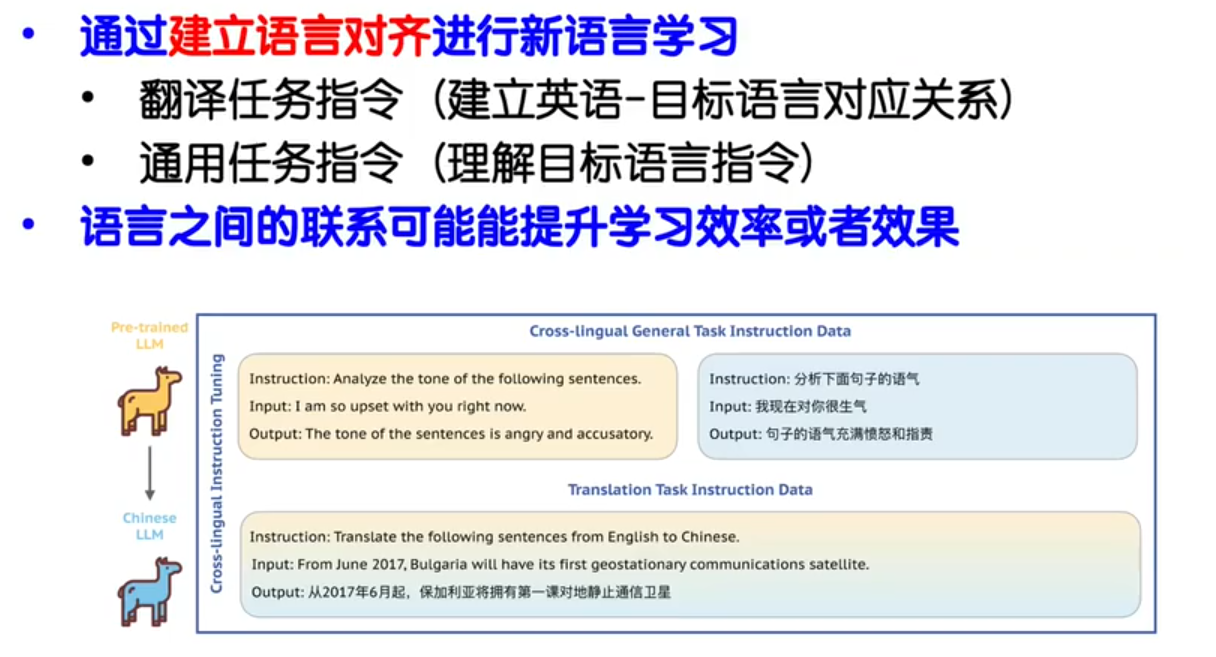 • 通过建立语言对齐进行新语言学习
• 翻译任务指令（建立英语-目标语言对应关系）
• 通用任务指令（理解目标语言指令）
• 语言之间的联系可能能提升学习效率或者效果
Pre-trained
LLM
Chinese
LLM
Cross-lingual Instruction Tuning
Cross-lingual General Task Instruction Data
Instruction: Analyze the tone of the following sentences.
Input: I am so upset with you right now.
Output: The tone of the sentences is angry and accusatory.
Instruction: 分析下面句子的语气
Input: 我现在对你很生气
Output: 句子的语气充满愤怒和指责
Translation Task Instruction Data
Instruction: Translate the following sentences from English to Chinese.
Input: From June 2017, Bulgaria will have its first geostationary communications satellite.
Output: 从2017年6月起，保加利亚将拥有第一课对地静止通信卫星